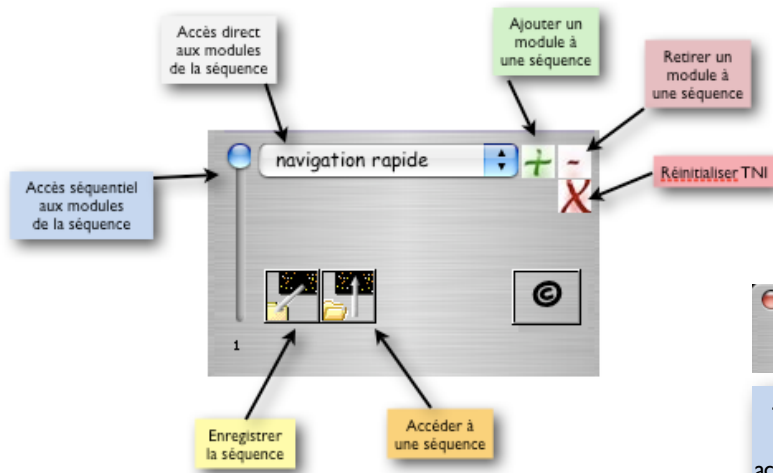 Accès direct
aux modules
de la séquence
Ajouter un
module à
une séquence
Retirer un
module à
une séquence
navigation rapide
+
-
X
Réinitialiser TNI
Accès séquentiel
aux modules
de la séquence
©
1
Enregistrer
la séquence
Accéder à
une séquence